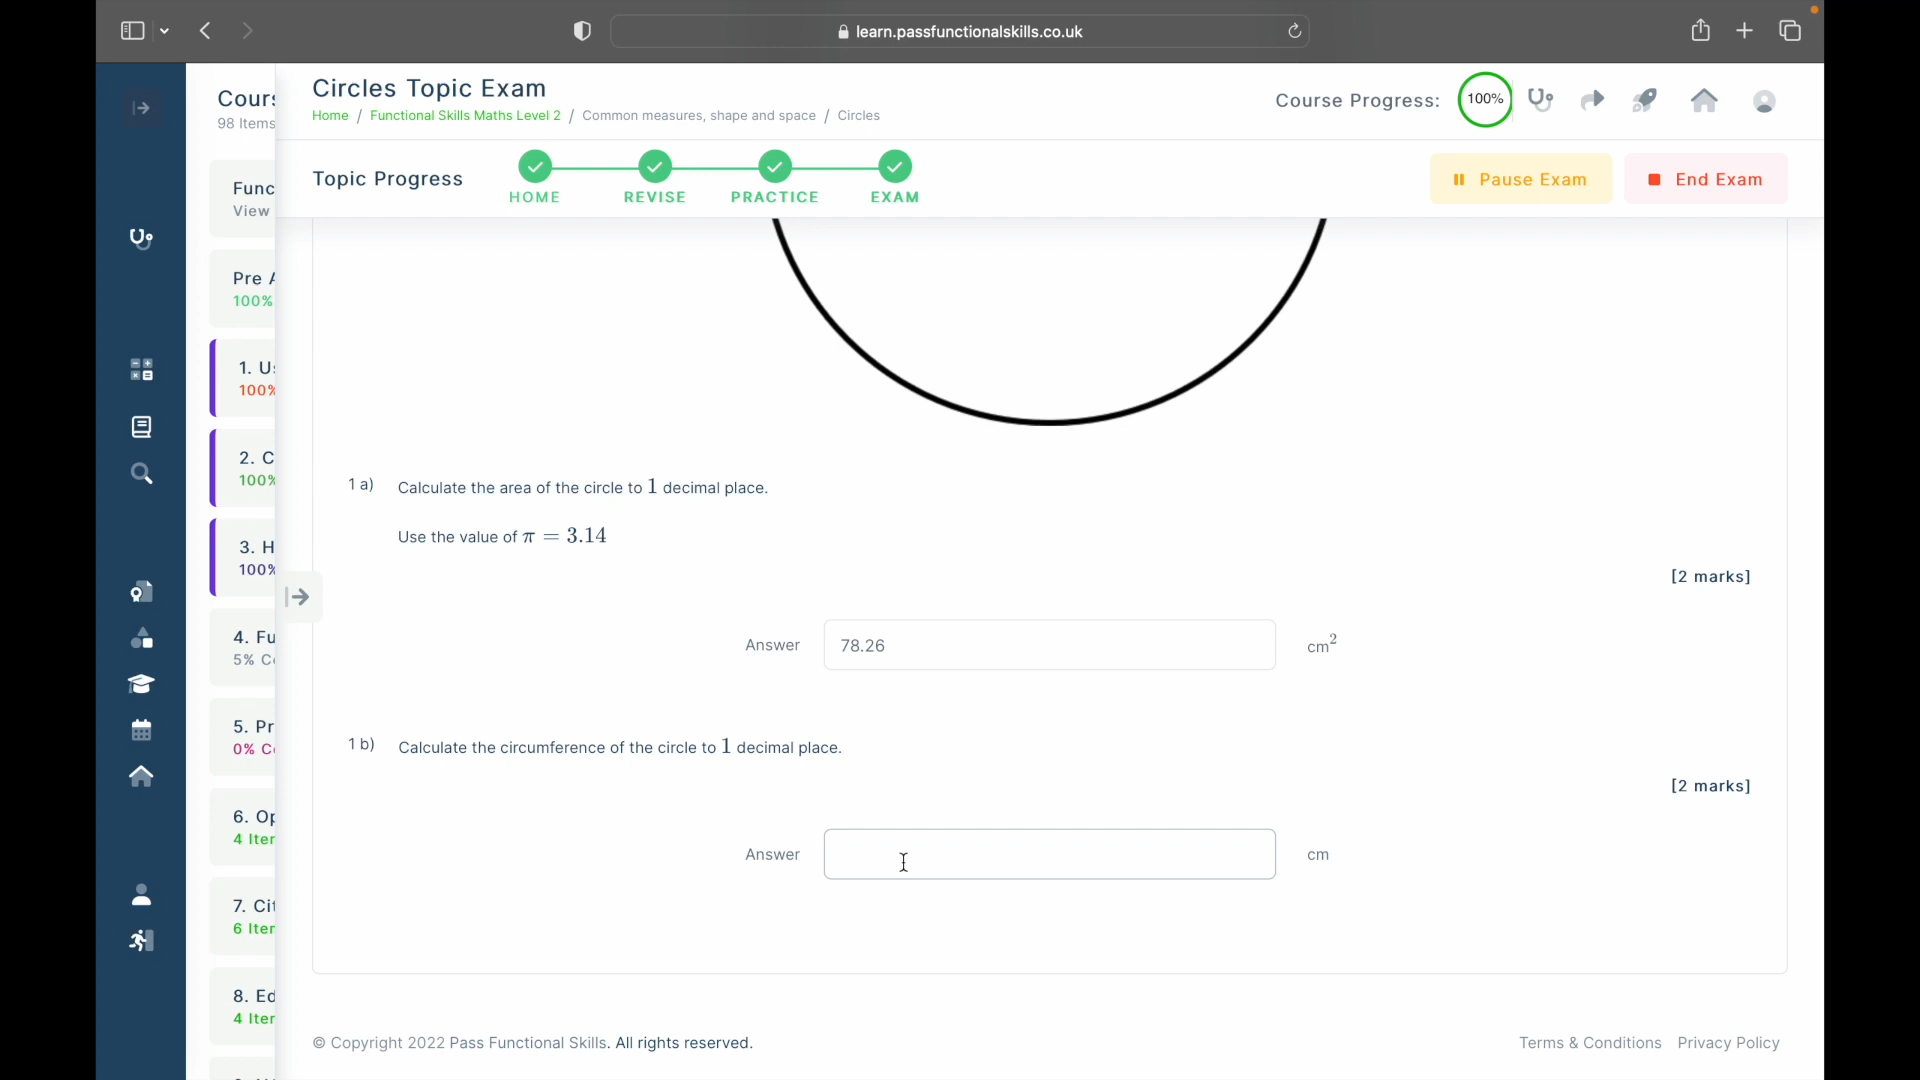 learn.passfunctionalskills.co.uk
Cours
98 Items
Circles Topic Exam
Home / Functional Skills Maths Level 2 / Common measures, shape and space / Circles
Course Progress: 100%
Topic Progress
HOME
REVISE
PRACTICE
EXAM
Pause Exam
End Exam
Func
View
Pre A
100%
1. Us
100%
2. C
100%
3. H
100%
4. Fu
5% Co
5. Pr
0% Co
6. Op
4 Iter
7. Cit
6 Iter
8. Ed
4 Iter
1 a) Calculate the area of the circle to 1 decimal place.
Use the value of π = 3.14
[2 marks]
Answer 78.26 cm²
1 b) Calculate the circumference of the circle to 1 decimal place.
[2 marks]
Answer cm
© Copyright 2022 Pass Functional Skills. All rights reserved.
Terms & Conditions Privacy Policy